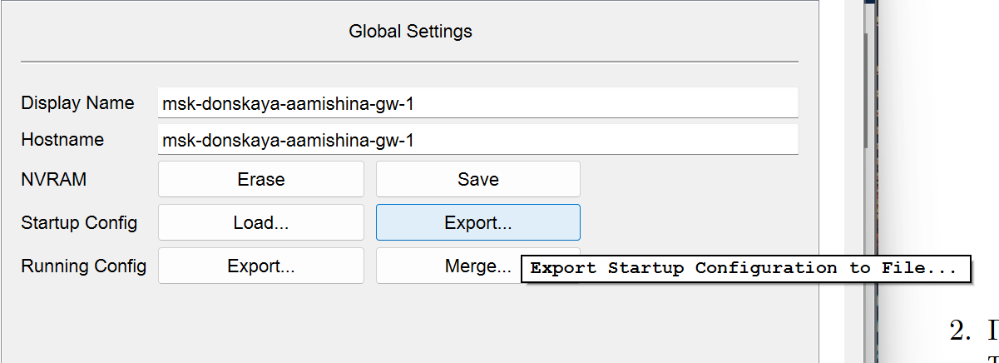 Global Settings
Display Name msk-donskaya-aamishina-gw-1
Hostname msk-donskaya-aamishina-gw-1
NVRAM Erase Save
Startup Config Load... Export...
Running Config Export... Merge...
Export Startup Configuration to File...
2.